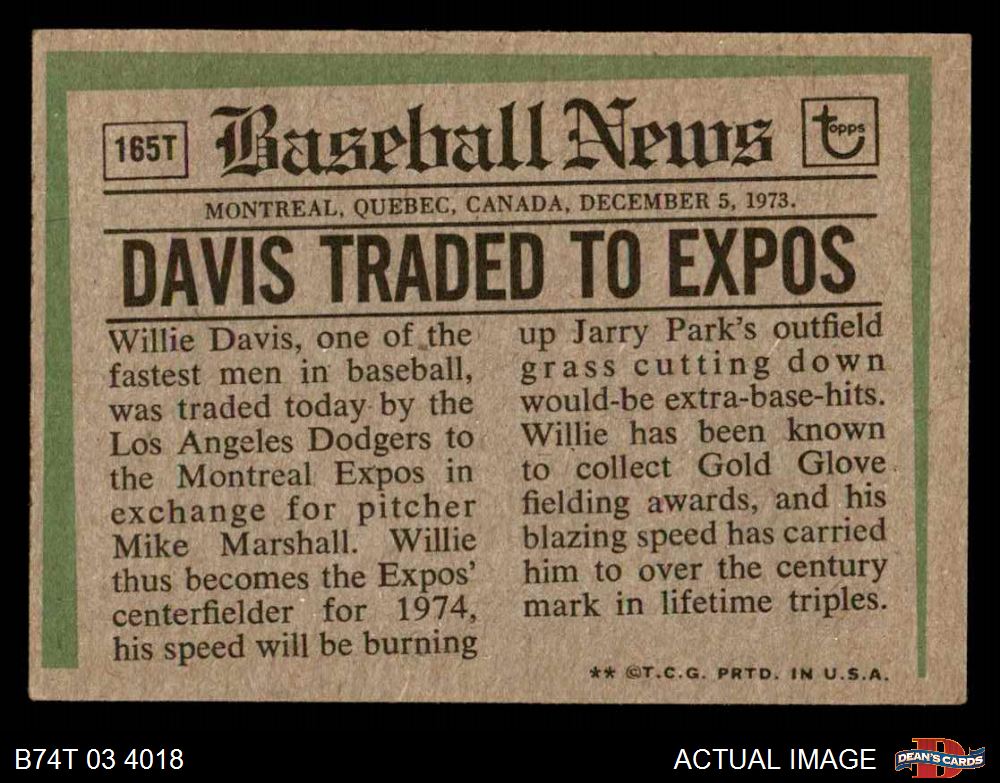 165T
Baseball News
topps
MONTREAL, QUEBEC, CANADA, DECEMBER 5, 1973.
DAVIS TRADED TO EXPOS
Willie Davis, one of the
fastest men in baseball,
was traded today by the
Los Angeles Dodgers to
the Montreal Expos in
exchange for pitcher
Mike Marshall. Willie
thus becomes the Expos'
centerfielder for 1974,
his speed will be burning
up Jarry Park's outfield
grass cutting down
would-be extra-base-hits.
Willie has been known
to collect Gold Glove
fielding awards, and his
blazing speed has carried
him to over the century
mark in lifetime triples.
** ©T.C.G. PRTD. IN U.S.A.
B74T 03 4018
ACTUAL IMAGE
D
DEAN'S CARDS